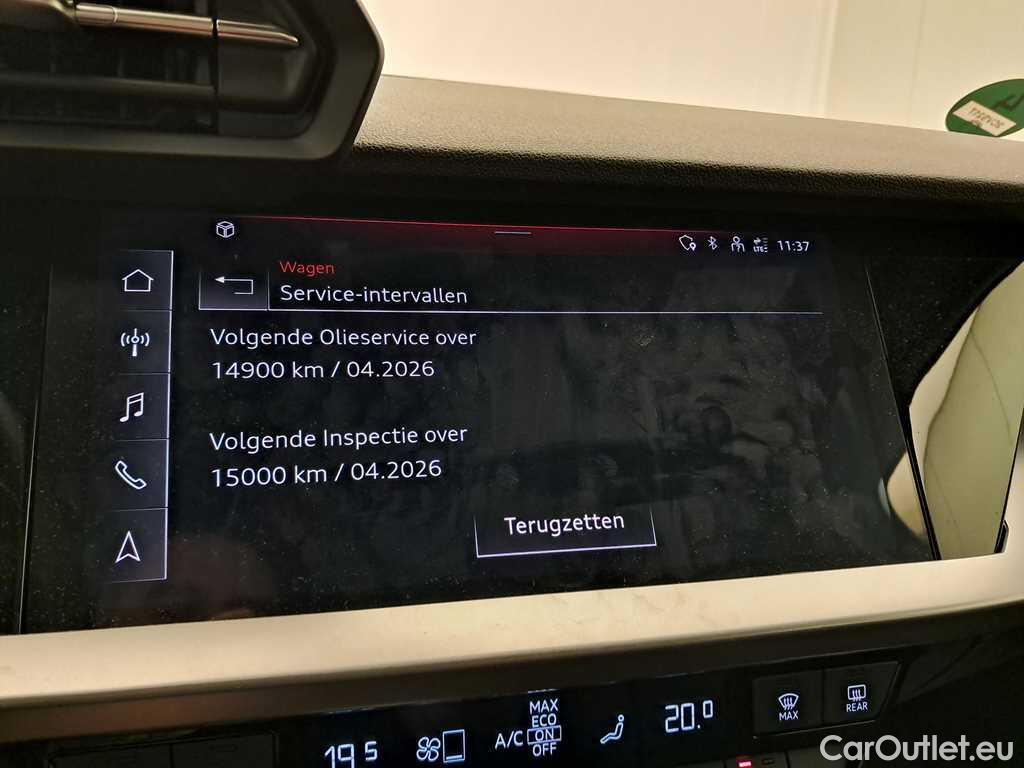 11:37
Wagen
Service-intervallen
Volgende Olieservice over
14900 km / 04.2026
Volgende Inspectie over
15000 km / 04.2026
Terugzetten
MAX
ECO
A/C ON
OFF
19.5
20.0
MAX
REAR
CarOutlet.eu